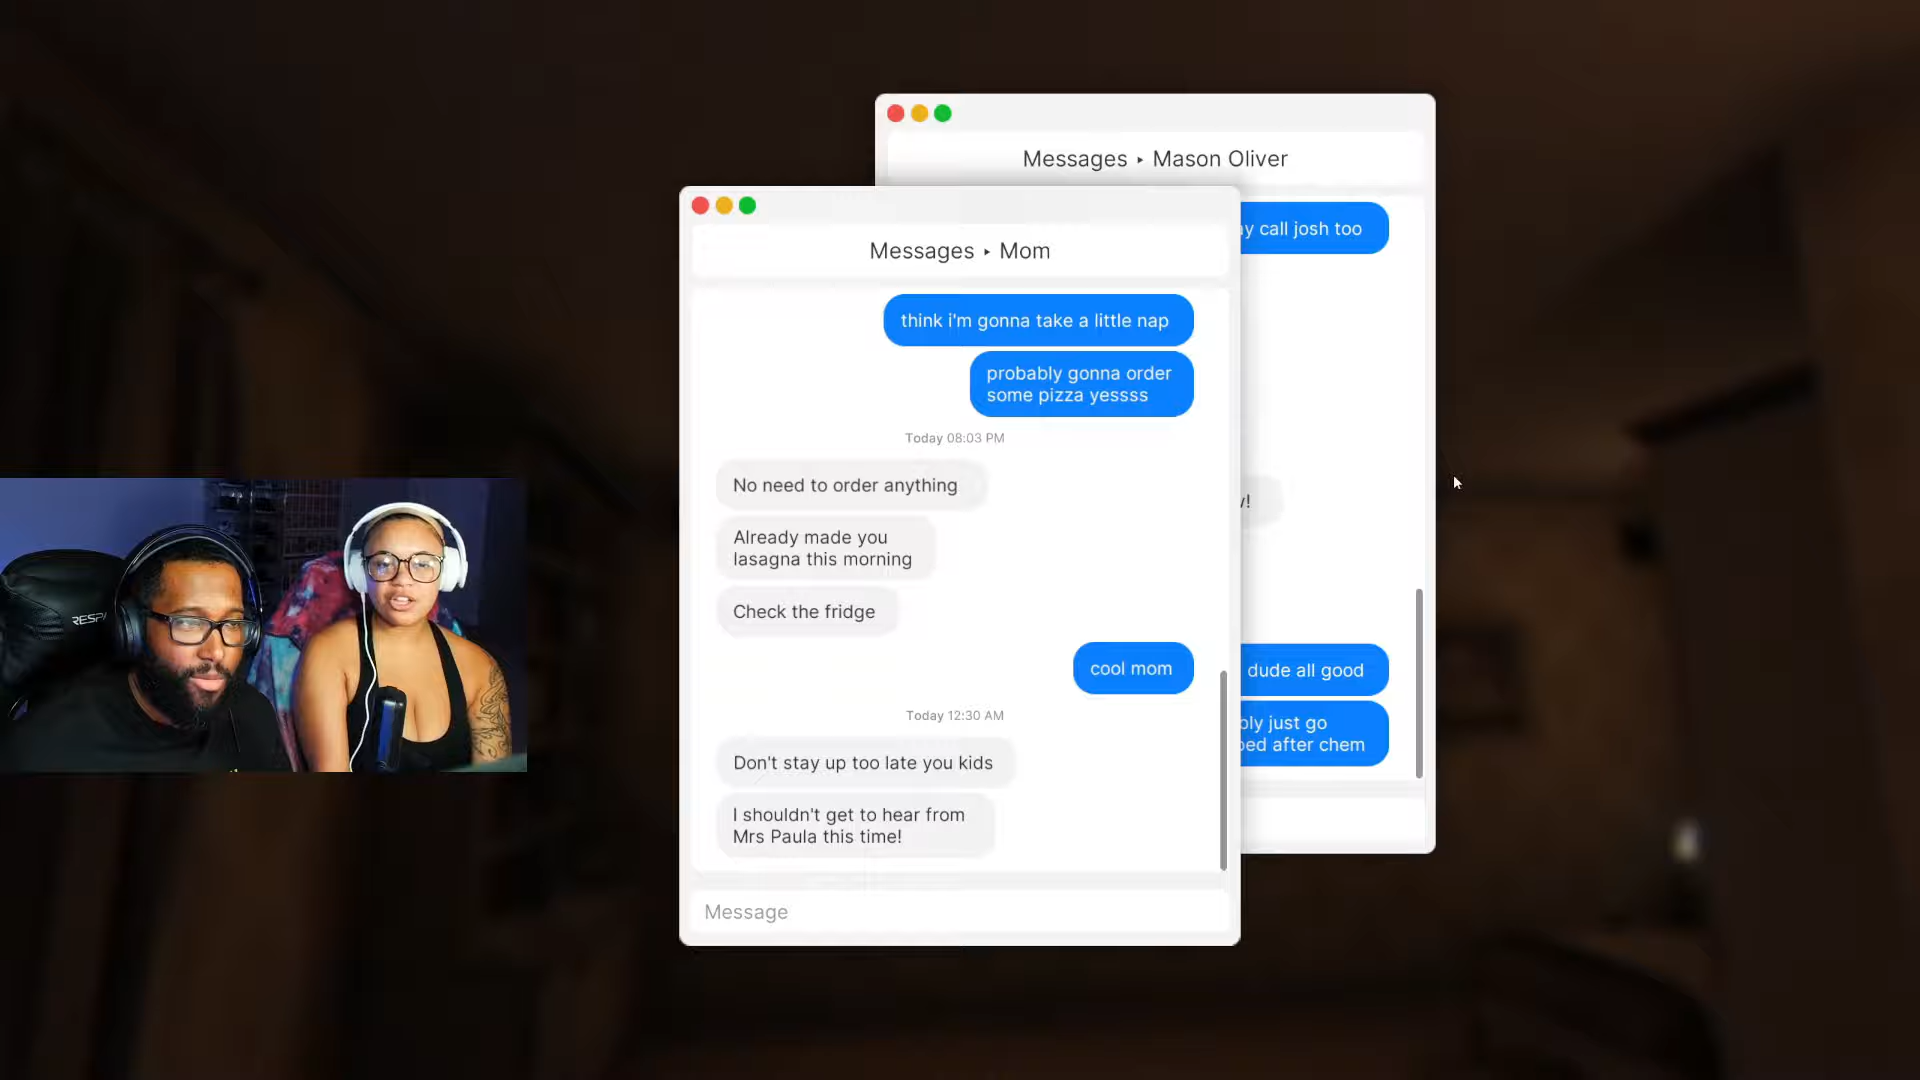 Messages ‣ Mason Oliver
call josh too
Messages ‣ Mom
think i'm gonna take a little nap
probably gonna order
some pizza yessss
Today 08:03 PM
No need to order anything
Already made you
lasagna this morning
Check the fridge
cool mom
dude all good
just go
after chem
Today 12:30 AM
Don't stay up too late you kids
I shouldn't get to hear from
Mrs Paula this time!
Message